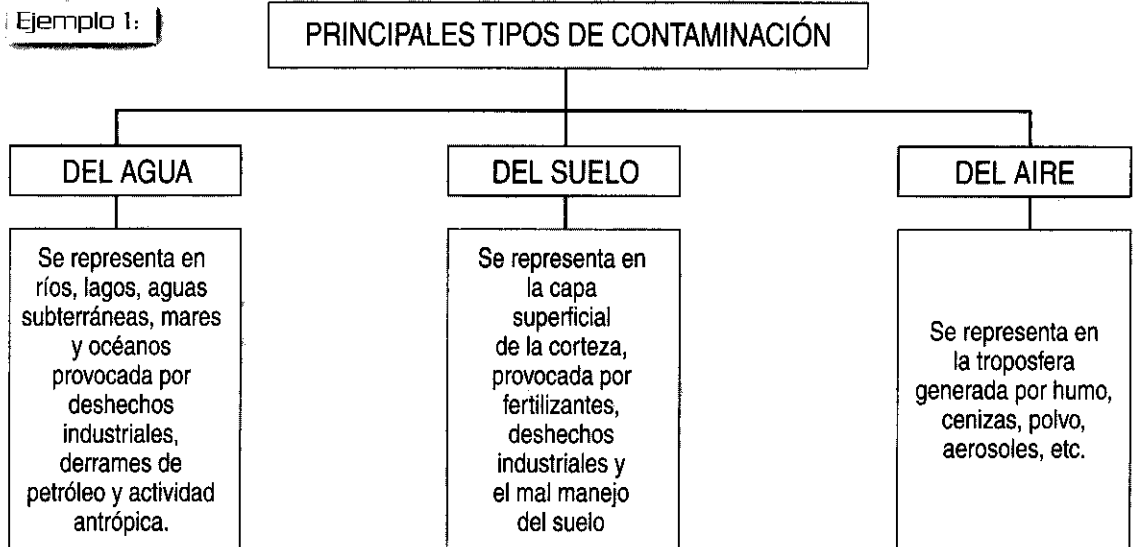 Ejemplo 1:
PRINCIPALES TIPOS DE CONTAMINACIÓN
DEL AGUA
Se representa en
ríos, lagos, aguas
subterráneas, mares
y océanos
provocada por
deshechos
industriales,
derrames de
petróleo y actividad
antrópica.
DEL SUELO
Se representa en
la capa
superficial
de la corteza,
provocada por
fertilizantes,
deshechos
industriales y
el mal manejo
del suelo
DEL AIRE
Se representa en
la troposfera
generada por humo,
cenizas, polvo,
aerosoles, etc.